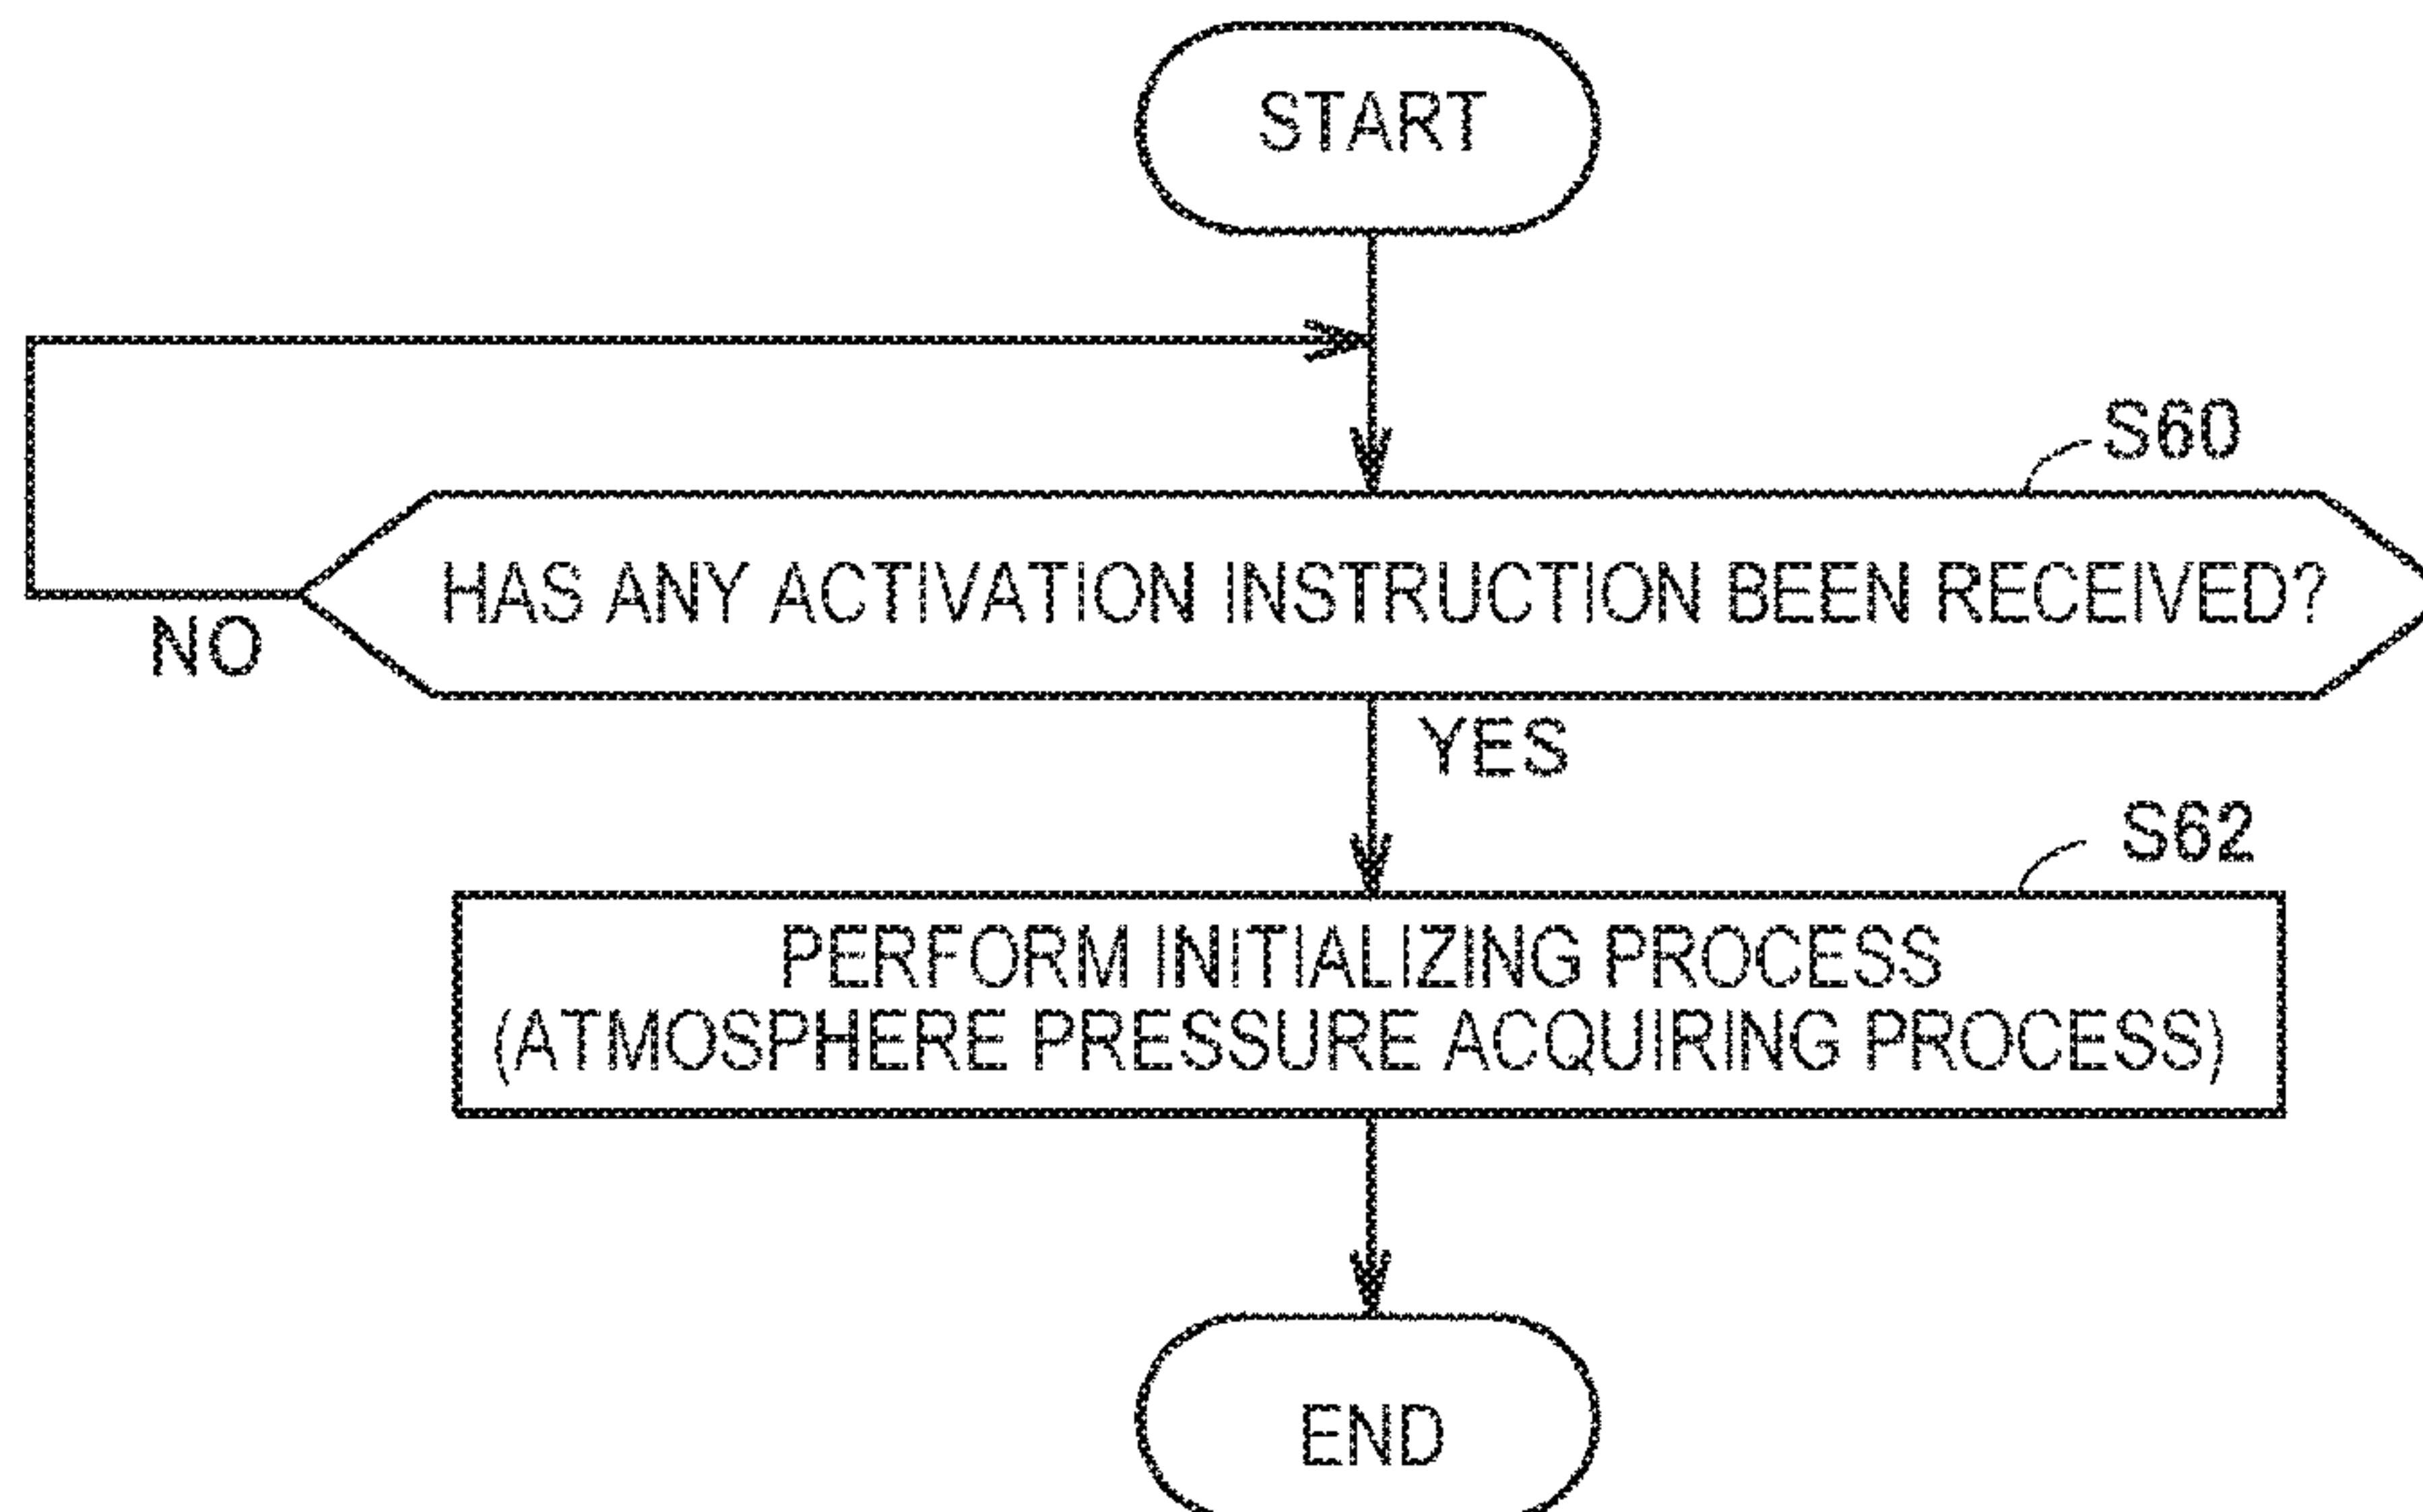 START
S60
HAS ANY ACTIVATION INSTRUCTION BEEN RECEIVED?
NO
YES
S62
PERFORM INITIALIZING PROCESS
(ATMOSPHERE PRESSURE ACQUIRING PROCESS)
END